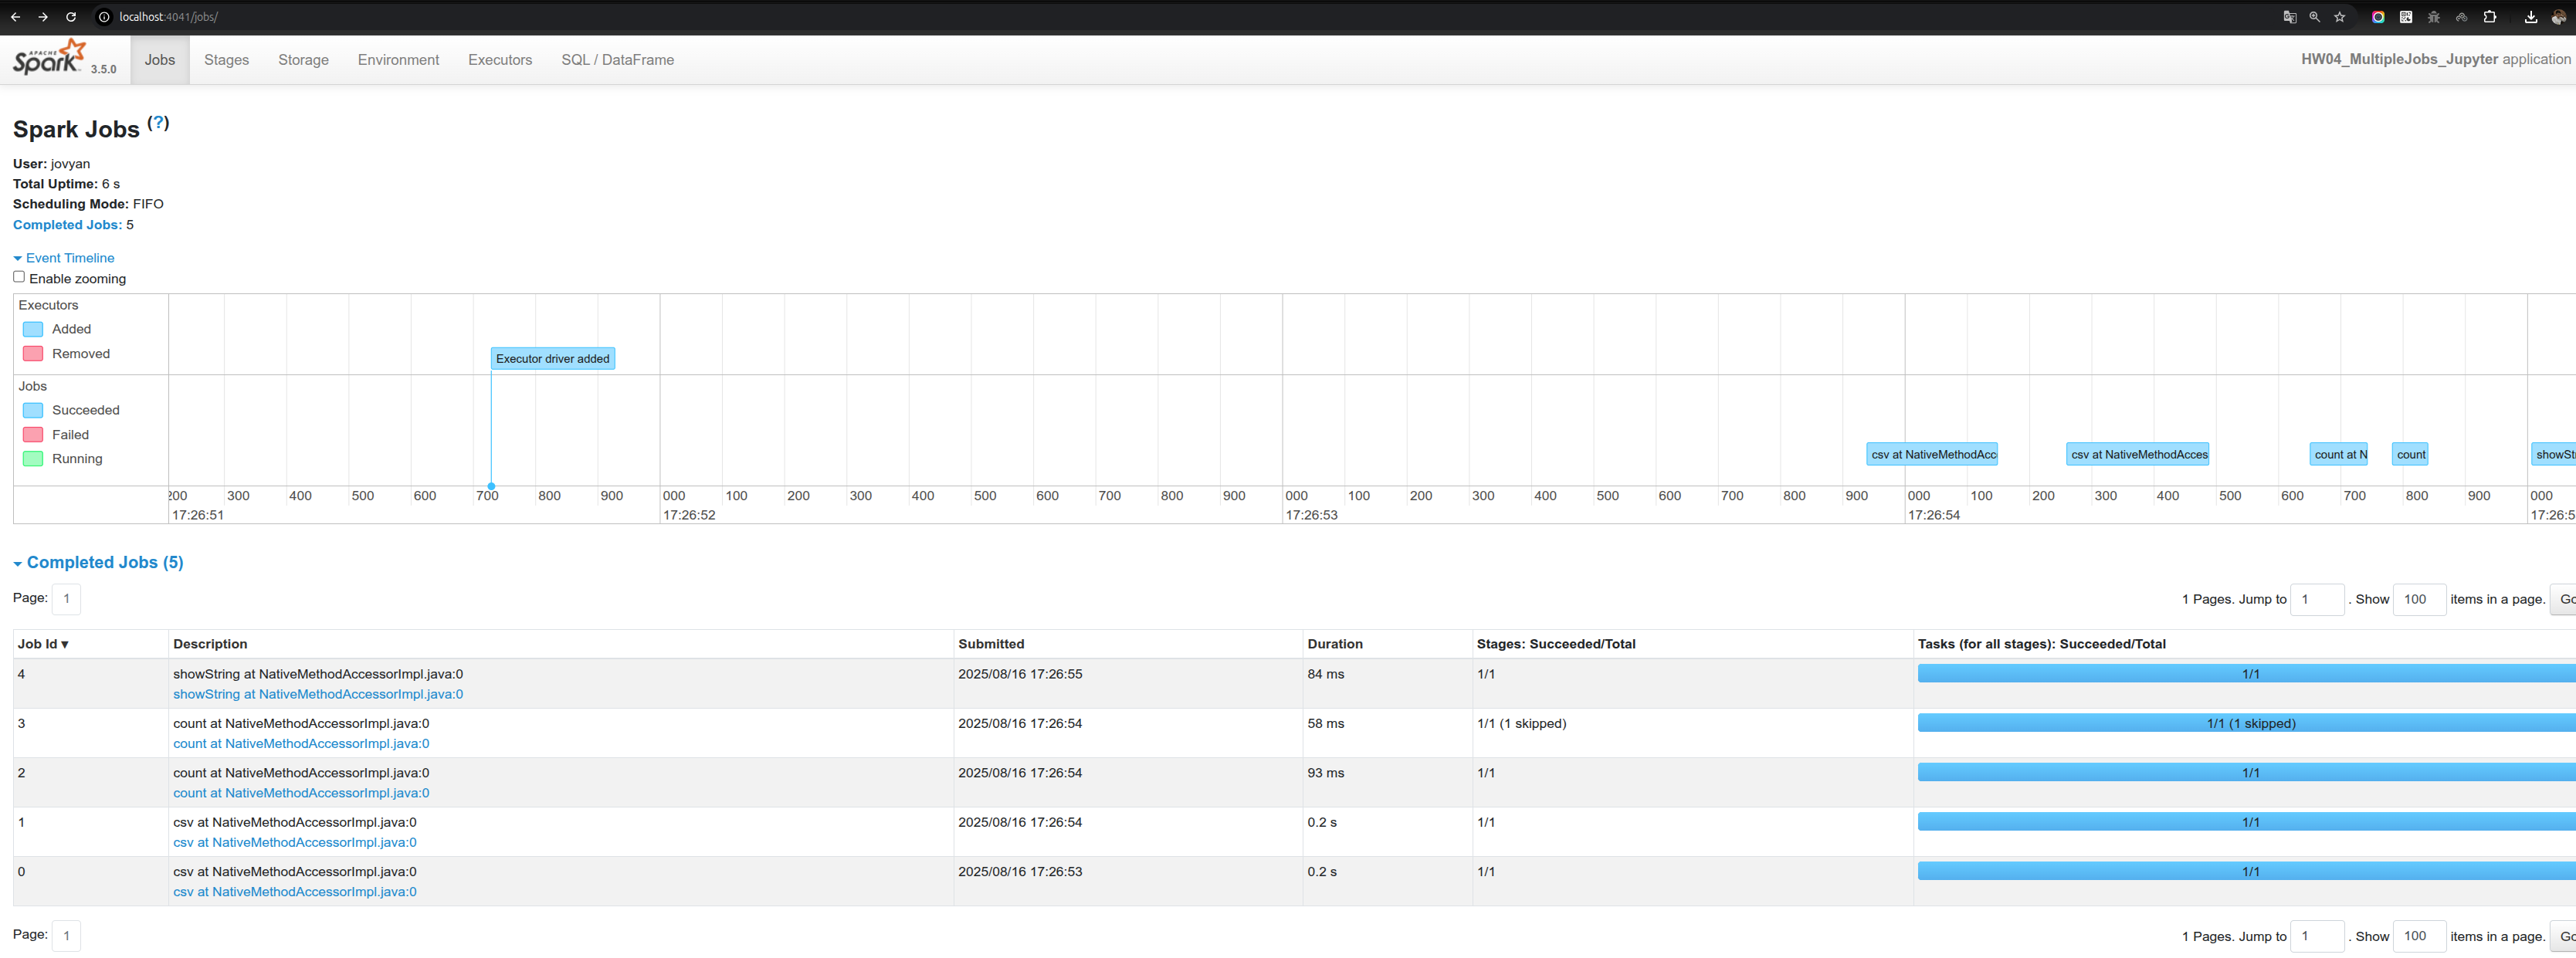 localhost:4041/jobs/
APACHE Spark 3.5.0 Jobs Stages Storage Environment Executors SQL / DataFrame HW04_MultipleJobs_Jupyter application
Spark Jobs (?)
User: jovyan
Total Uptime: 6 s
Scheduling Mode: FIFO
Completed Jobs: 5
Event Timeline
Enable zooming
Executors
Added
Removed
Executor driver added
Jobs
Succeeded
Failed
Running
csv at NativeMethodAcc csv at NativeMethodAcces count at N count showSt
200 300 400 500 600 700 800 900 000 100 200 300 400 500 600 700 800 900 000 100 200 300 400 500 600 700 800 900 000 100 200 300 400 500 600 700 800 900 000
17:26:51 17:26:52 17:26:53 17:26:54 17:26:5
Completed Jobs (5)
Page: 1 1 Pages. Jump to 1 . Show 100 items in a page. Go
Job Id ▾ Description Submitted Duration Stages: Succeeded/Total Tasks (for all stages): Succeeded/Total
4 showString at NativeMethodAccessorImpl.java:0 2025/08/16 17:26:55 84 ms 1/1 1/1
showString at NativeMethodAccessorImpl.java:0
3 count at NativeMethodAccessorImpl.java:0 2025/08/16 17:26:54 58 ms 1/1 (1 skipped) 1/1 (1 skipped)
count at NativeMethodAccessorImpl.java:0
2 count at NativeMethodAccessorImpl.java:0 2025/08/16 17:26:54 93 ms 1/1 1/1
count at NativeMethodAccessorImpl.java:0
1 csv at NativeMethodAccessorImpl.java:0 2025/08/16 17:26:54 0.2 s 1/1 1/1
csv at NativeMethodAccessorImpl.java:0
0 csv at NativeMethodAccessorImpl.java:0 2025/08/16 17:26:53 0.2 s 1/1 1/1
csv at NativeMethodAccessorImpl.java:0
Page: 1 1 Pages. Jump to 1 . Show 100 items in a page. Go